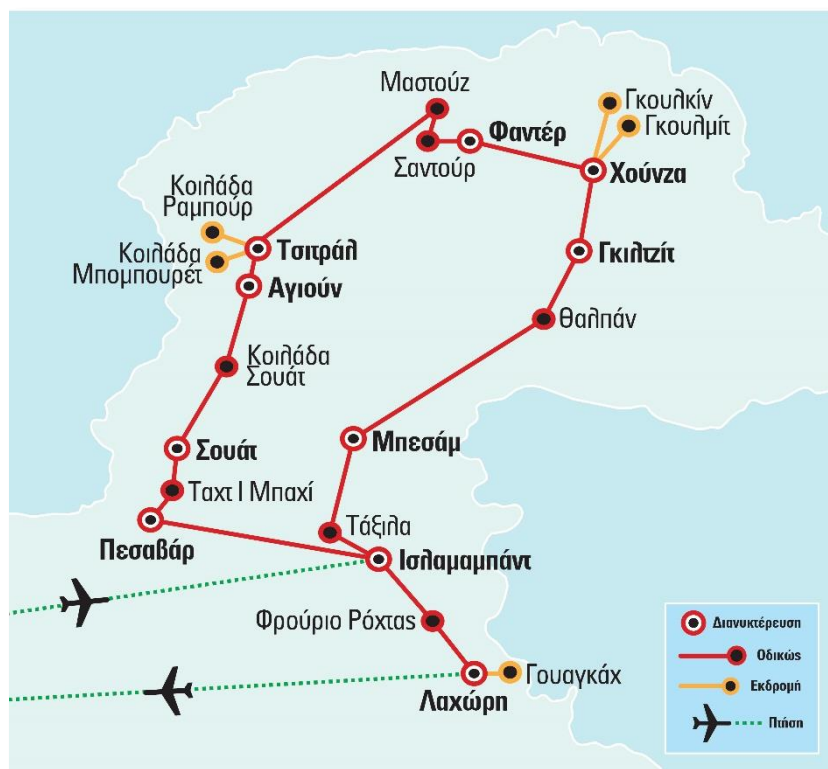 Μαστούζ
Γκουλκίν
Γκουλμίτ
Φαντέρ
Σαντούρ
Χούνζα
Κοιλάδα
Ραμπούρ
Τσιτράλ
Κοιλάδα
Μπομπουρέτ
Γκιλτζίτ
Αγιούν
Θαλπάν
Κοιλάδα
Σουάτ
Μπεσάμ
Σουάτ
Ταχτ Ι Μπαχί
Τάξιλα
Πεσαβάρ
Ισλαμαμπάντ
Φρούριο Ρόχτας
Γουαγκάχ
Λαχώρη
Διανυκτέρευση
Οδικώς
Εκδρομή
Πτήση